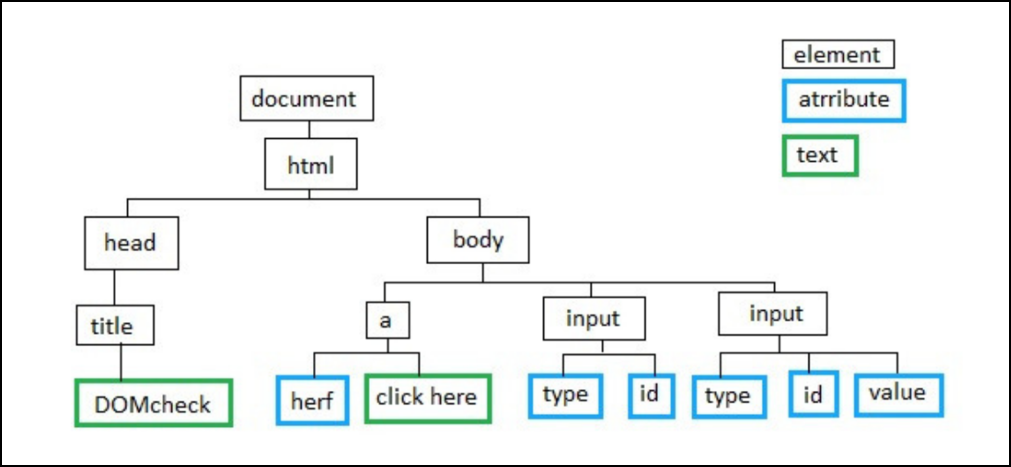 element
atrribute
text
document
html
head
body
title
a
input
input
DOMcheck
herf
click here
type
id
type
id
value